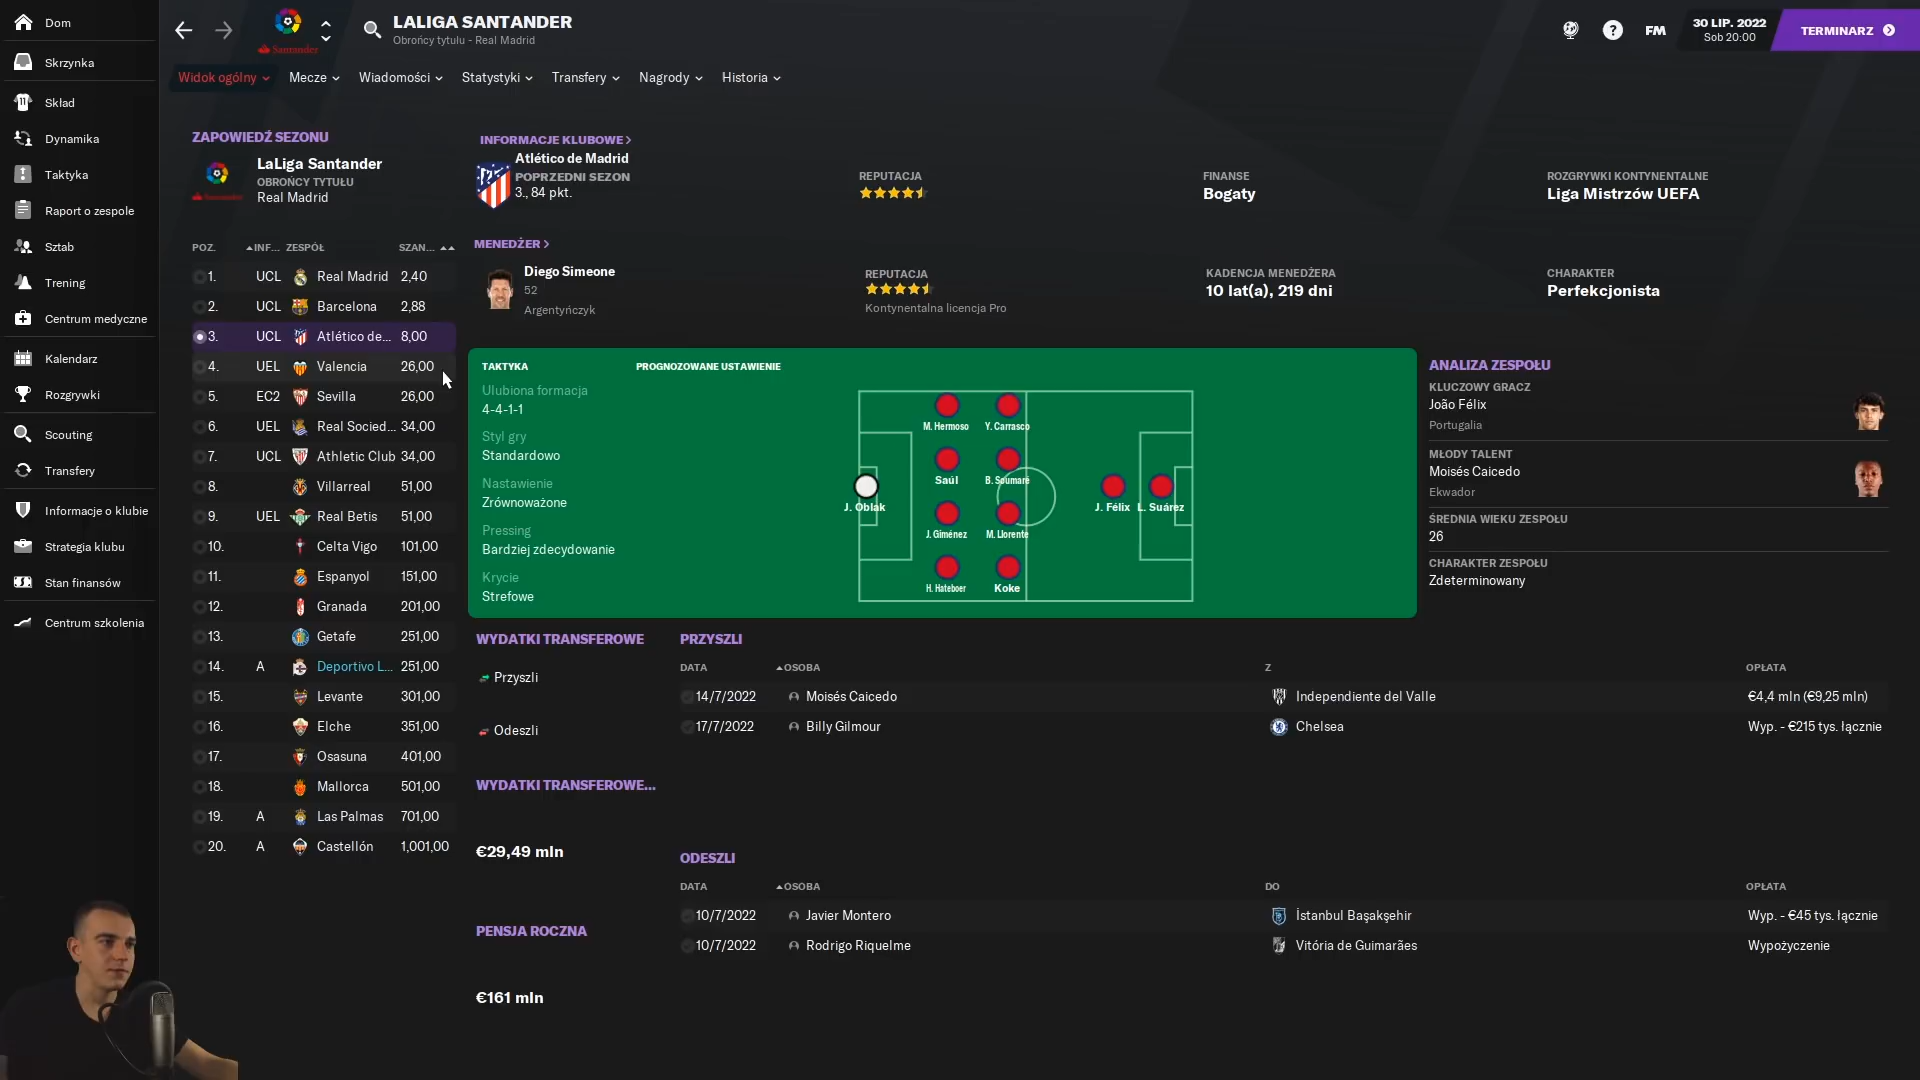 Dom
Skrzynka
Skład
Dynamika
Taktyka
Raport o zespole
Sztab
Trening
Centrum medyczne
Kalendarz
Rozgrywki
Scouting
Transfery
Informacje o klubie
Strategia klubu
Stan finansów
Centrum szkolenia
Santander
LALIGA SANTANDER
Obrońcy tytułu - Real Madrid
?
FM
30 LIP. 2022
Sob 20:00
TERMINARZ
Widok ogólny
Mecze
Wiadomości
Statystyki
Transfery
Nagrody
Historia
ZAPOWIEDŹ SEZONU
LaLiga Santander
OBROŃCY TYTUŁU
Real Madrid
POZ. INF... ZESPÓŁ SZAN...
1. UCL Real Madrid 2,40
2. UCL Barcelona 2,88
3. UCL Atlético de... 8,00
4. UEL Valencia 26,00
5. EC2 Sevilla 26,00
6. UEL Real Socied... 34,00
7. UCL Athletic Club 34,00
8. Villarreal 51,00
9. UEL Real Betis 51,00
10. Celta Vigo 101,00
11. Espanyol 151,00
12. Granada 201,00
13. Getafe 251,00
14. A Deportivo L... 251,00
15. Levante 301,00
16. Elche 351,00
17. Osasuna 401,00
18. Mallorca 501,00
19. A Las Palmas 701,00
20. A Castellón 1,001,00
INFORMACJE KLUBOWE >
Atlético de Madrid
POPRZEDNI SEZON
3., 84 pkt.
REPUTACJA
FINANSE
Bogaty
ROZGRYWKI KONTYNENTALNE
Liga Mistrzów UEFA
MENEDŻER >
Diego Simeone
52
Argentyńczyk
REPUTACJA
Kontynentalna licencja Pro
KADENCJA MENEDŻERA
10 lat(a), 219 dni
CHARAKTER
Perfekcjonista
TAKTYKA
Ulubiona formacja
4-4-1-1
Styl gry
Standardowo
Nastawienie
Zrównoważone
Pressing
Bardziej zdecydowanie
Krycie
Strefowe
PROGNOZOWANE USTAWIENIE
M. Hermoso Y. Carrasco
Saúl B. Soumaré
J. Oblak J. Félix L. Suárez
J. Giménez M. Llorente
H. Hateboer Koke
ANALIZA ZESPOŁU
KLUCZOWY GRACZ
João Félix
Portugalia
MŁODY TALENT
Moisés Caicedo
Ekwador
ŚREDNIA WIEKU ZESPOŁU
26
CHARAKTER ZESPOŁU
Zdeterminowany
WYDATKI TRANSFEROWE
Przyszli
Odeszli
WYDATKI TRANSFEROWE...
€29,49 mln
PENSJA ROCZNA
€161 mln
PRZYSZLI
DATA OSOBA Z OPŁATA
14/7/2022 Moisés Caicedo Independiente del Valle €4,4 mln (€9,25 mln)
17/7/2022 Billy Gilmour Chelsea Wyp. - €215 tys. łącznie
ODESZLI
DATA OSOBA DO OPŁATA
10/7/2022 Javier Montero İstanbul Başakşehir Wyp. - €45 tys. łącznie
10/7/2022 Rodrigo Riquelme Vitória de Guimarães Wypożyczenie